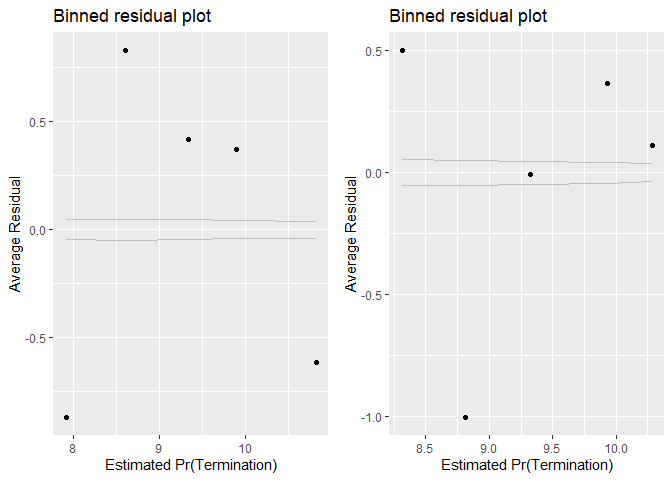 Binned residual plot
Average Residual
0.5
0.0
-0.5
8
9
10
Estimated Pr(Termination)
Binned residual plot
Average Residual
0.5
0.0
-0.5
-1.0
8.5
9.0
9.5
10.0
Estimated Pr(Termination)